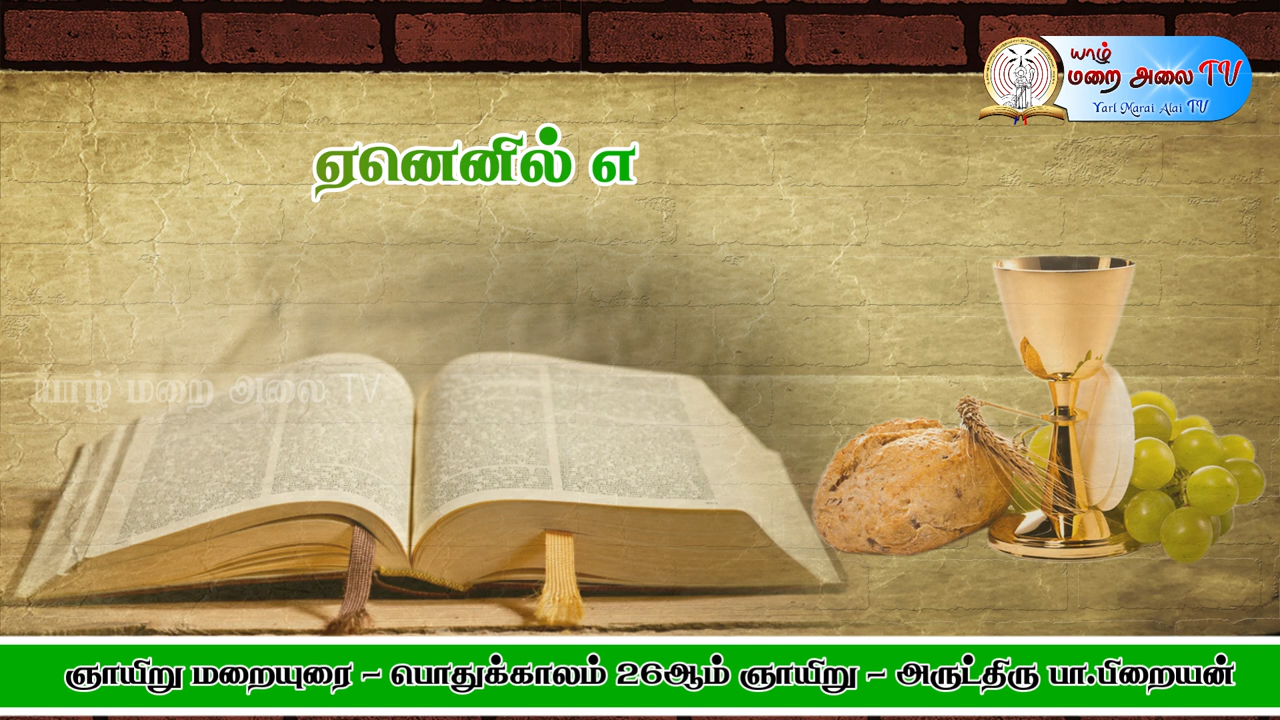 யாழ்
மறை அலை TV
Yarl Marai Alai TV
ஏனெனில் எ
யாழ் மறை அலை TV
ஞாயிறு மறையுரை – பொதுக்காலம் 26ஆம் ஞாயிறு – அருட்திரு பா.பிறையன்